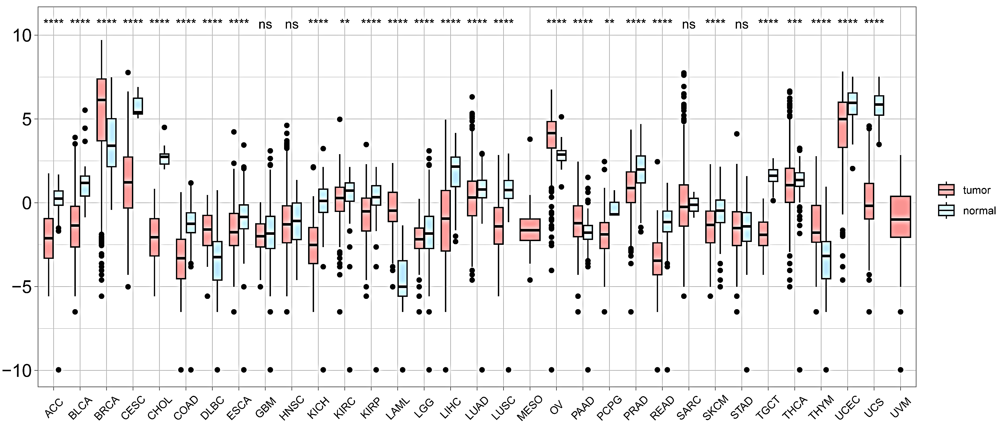 **** **** **** **** **** **** **** **** ns ns **** ** **** **** **** **** **** **** **** **** ** **** **** ns **** ns **** *** **** **** ****
10
5
0
−5
−10
tumor
normal
ACC BLCA BRCA CESC CHOL COAD DLBC ESCA GBM HNSC KICH KIRC KIRP LAML LGG LIHC LUAD LUSC MESO OV PAAD PCPG PRAD READ SARC SKCM STAD TGCT THCA THYM UCEC UCS UVM